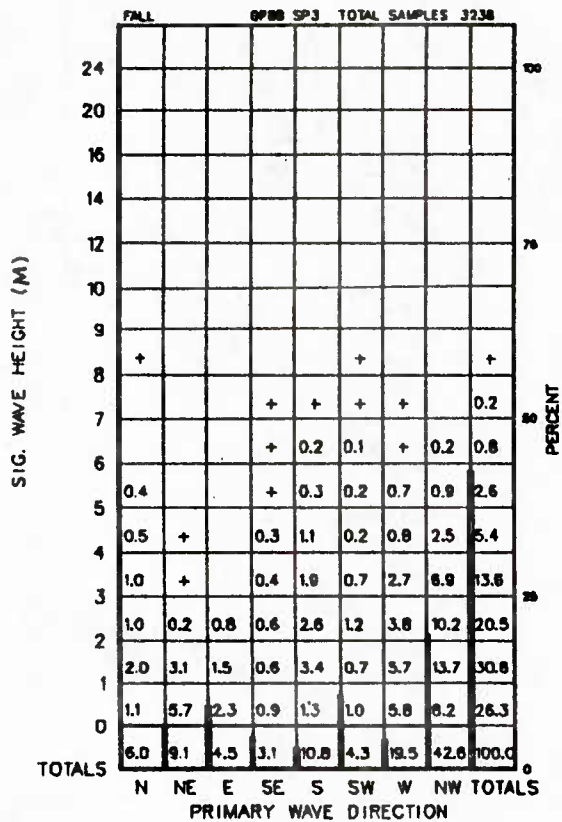 FALL SP3 TOTAL SAMPLES 3238
24 100
20
16
14
12 75
10
9
+ + +
8
+ + + + 0.2
7 50
+ 0.2 0.1 + 0.2 0.8
6
0.4 + 0.3 0.2 0.7 0.9 2.6
5
0.5 + 0.3 1.1 0.2 0.8 2.5 5.4
4
1.0 + 0.4 1.9 0.7 2.7 6.9 13.6
3 25
1.0 0.2 0.8 0.6 2.6 1.2 3.8 10.2 20.5
2
2.0 3.1 1.5 0.6 3.4 0.7 5.7 13.7 30.6
1
1.1 5.7 2.3 0.9 1.3 1.0 5.8 8.2 26.3
0
TOTALS 6.0 9.1 4.5 3.1 10.8 4.3 19.5 42.6 100.0 0
N NE E SE S SW W NW TOTALS
PRIMARY WAVE DIRECTION
SIG. WAVE HEIGHT (M)
PERCENT